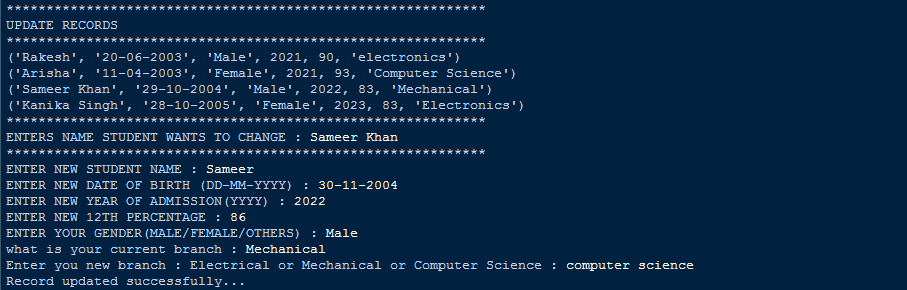 ************************************************************
UPDATE RECORDS
************************************************************
('Rakesh', '20-06-2003', 'Male', 2021, 90, 'electronics')
('Arisha', '11-04-2003', 'Female', 2021, 93, 'Computer Science')
('Sameer Khan', '29-10-2004', 'Male', 2022, 83, 'Mechanical')
('Kanika Singh', '28-10-2005', 'Female', 2023, 83, 'Electronics')
************************************************************
ENTERS NAME STUDENT WANTS TO CHANGE : Sameer Khan
************************************************************
ENTER NEW STUDENT NAME : Sameer
ENTER NEW DATE OF BIRTH (DD-MM-YYYY) : 30-11-2004
ENTER NEW YEAR OF ADMISSION(YYYY) : 2022
ENTER NEW 12TH PERCENTAGE : 86
ENTER YOUR GENDER(MALE/FEMALE/OTHERS) : Male
what is your current branch : Mechanical
Enter you new branch : Electrical or Mechanical or Computer Science : computer science
Record updated successfully...